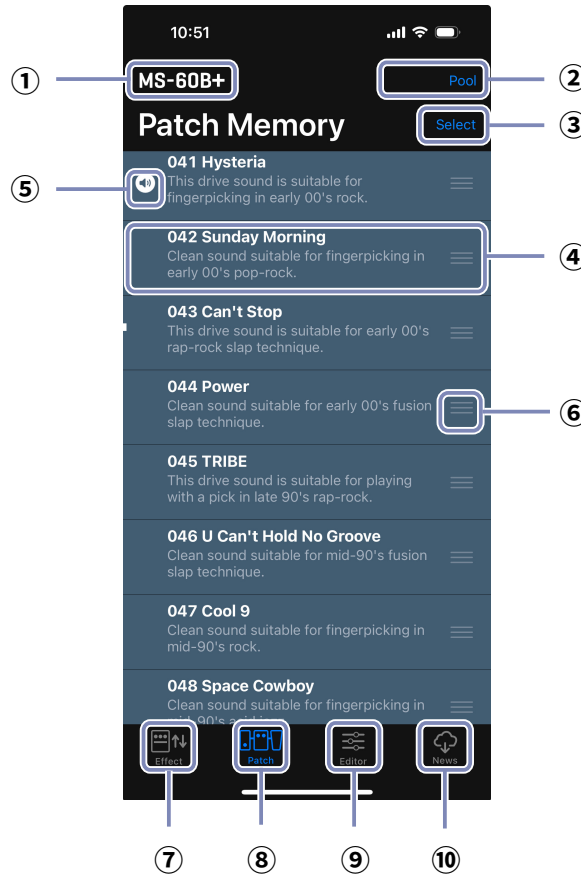 10:51
① MS-60B+ Pool ②
Patch Memory Select ③
⑤ 041 Hysteria
This drive sound is suitable for
fingerpicking in early 00's rock.
042 Sunday Morning
Clean sound suitable for fingerpicking in ④
early 00's pop-rock.
043 Can't Stop
This drive sound is suitable for early 00's
rap-rock slap technique.
044 Power
Clean sound suitable for early 00's fusion ⑥
slap technique.
045 TRIBE
This drive sound is suitable for playing
with a pick in late 90's rap-rock.
046 U Can't Hold No Groove
Clean sound suitable for mid-90's fusion
slap technique.
047 Cool 9
Clean sound suitable for fingerpicking in
mid-90's rock.
048 Space Cowboy
Clean sound suitable for fingerpicking in
Effect Patch Editor News
⑦ ⑧ ⑨ ⑩